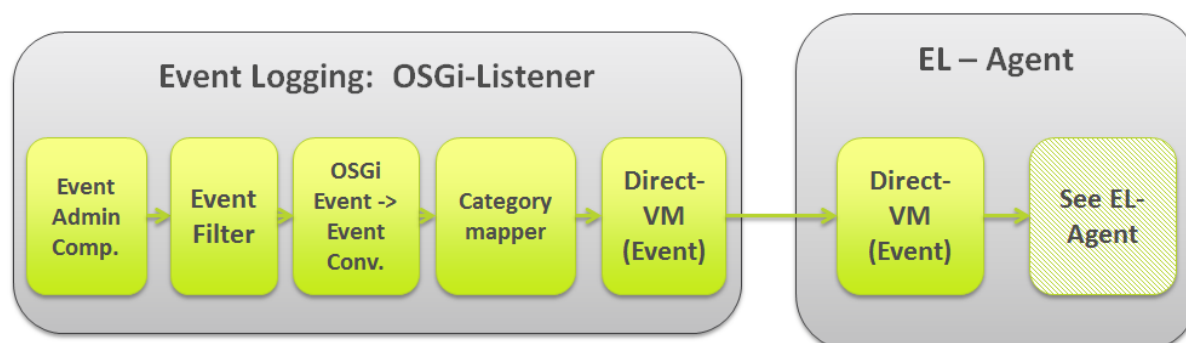 Event Logging:  OSGi-Listener
Event
Admin
Comp.
Event
Filter
OSGi
Event ->
Event
Conv.
Category
mapper
Direct-
VM
(Event)
EL – Agent
Direct-
VM
(Event)
See EL-
Agent